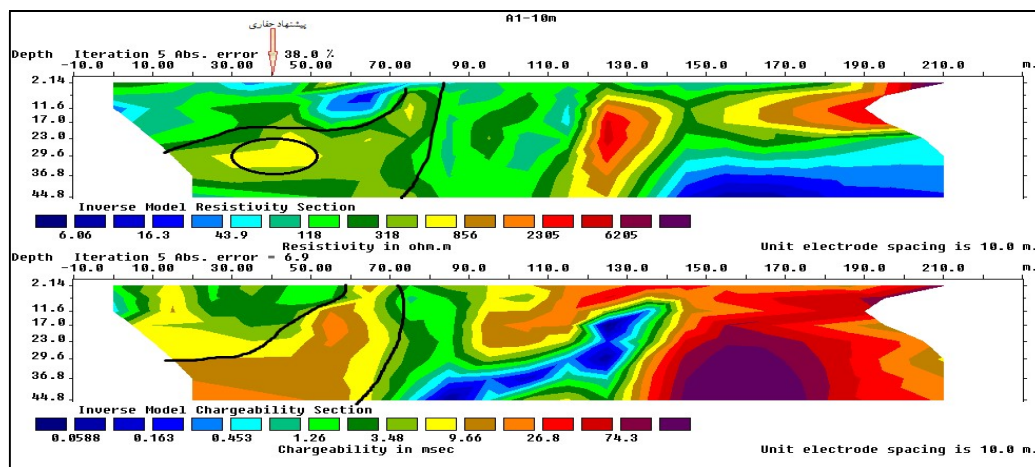 A1-10m
پیشنهاد حفاری
Depth Iteration 5 Abs. error = 38.0 %
-10.0 10.00 30.00 50.00 70.00 90.00 110.0 130.0 150.0 170.0 190.0 210.0 m.
2.14
11.6
17.0
23.0
29.6
36.8
44.8
Inverse Model Resistivity Section
6.06 16.3 43.9 118 318 856 2305 6205
Resistivity in ohm.m
Unit electrode spacing is 10.0 m.
Depth Iteration 5 Abs. error = 6.9
-10.0 10.00 30.00 50.00 70.00 90.00 110.0 130.0 150.0 170.0 190.0 210.0 m.
2.14
11.6
17.0
23.0
29.6
36.8
44.8
Inverse Model Chargeability Section
0.0588 0.163 0.453 1.26 3.48 9.66 26.8 74.3
Chargeability in msec
Unit electrode spacing is 10.0 m.